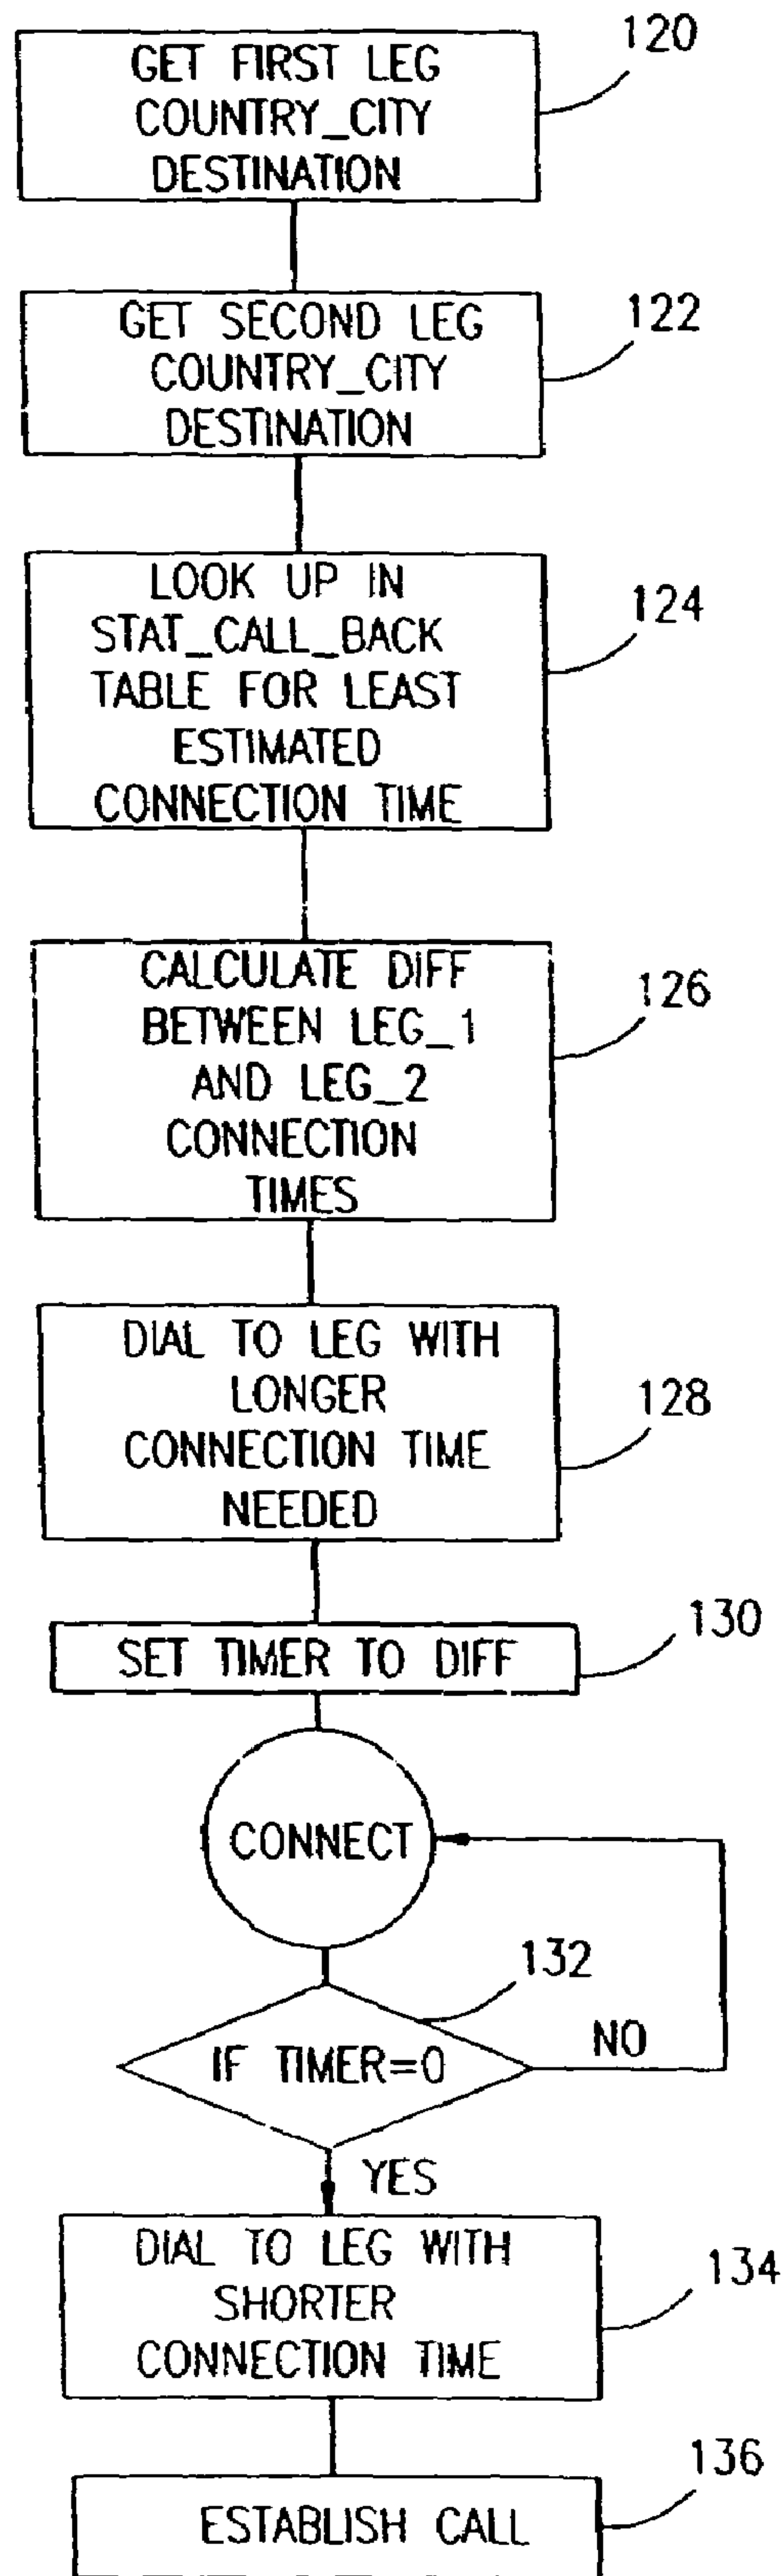 120
GET FIRST LEG
COUNTRY_CITY
DESTINATION
122
GET SECOND LEG
COUNTRY_CITY
DESTINATION
124
LOOK UP IN
STAT_CALL_BACK
TABLE FOR LEAST
ESTIMATED
CONNECTION TIME
126
CALCULATE DIFF
BETWEEN LEG_1
AND LEG_2
CONNECTION
TIMES
128
DIAL TO LEG WITH
LONGER
CONNECTION TIME
NEEDED
130
SET TIMER TO DIFF
CONNECT
132
IF TIMER=0
NO
YES
134
DIAL TO LEG WITH
SHORTER
CONNECTION TIME
136
ESTABLISH CALL